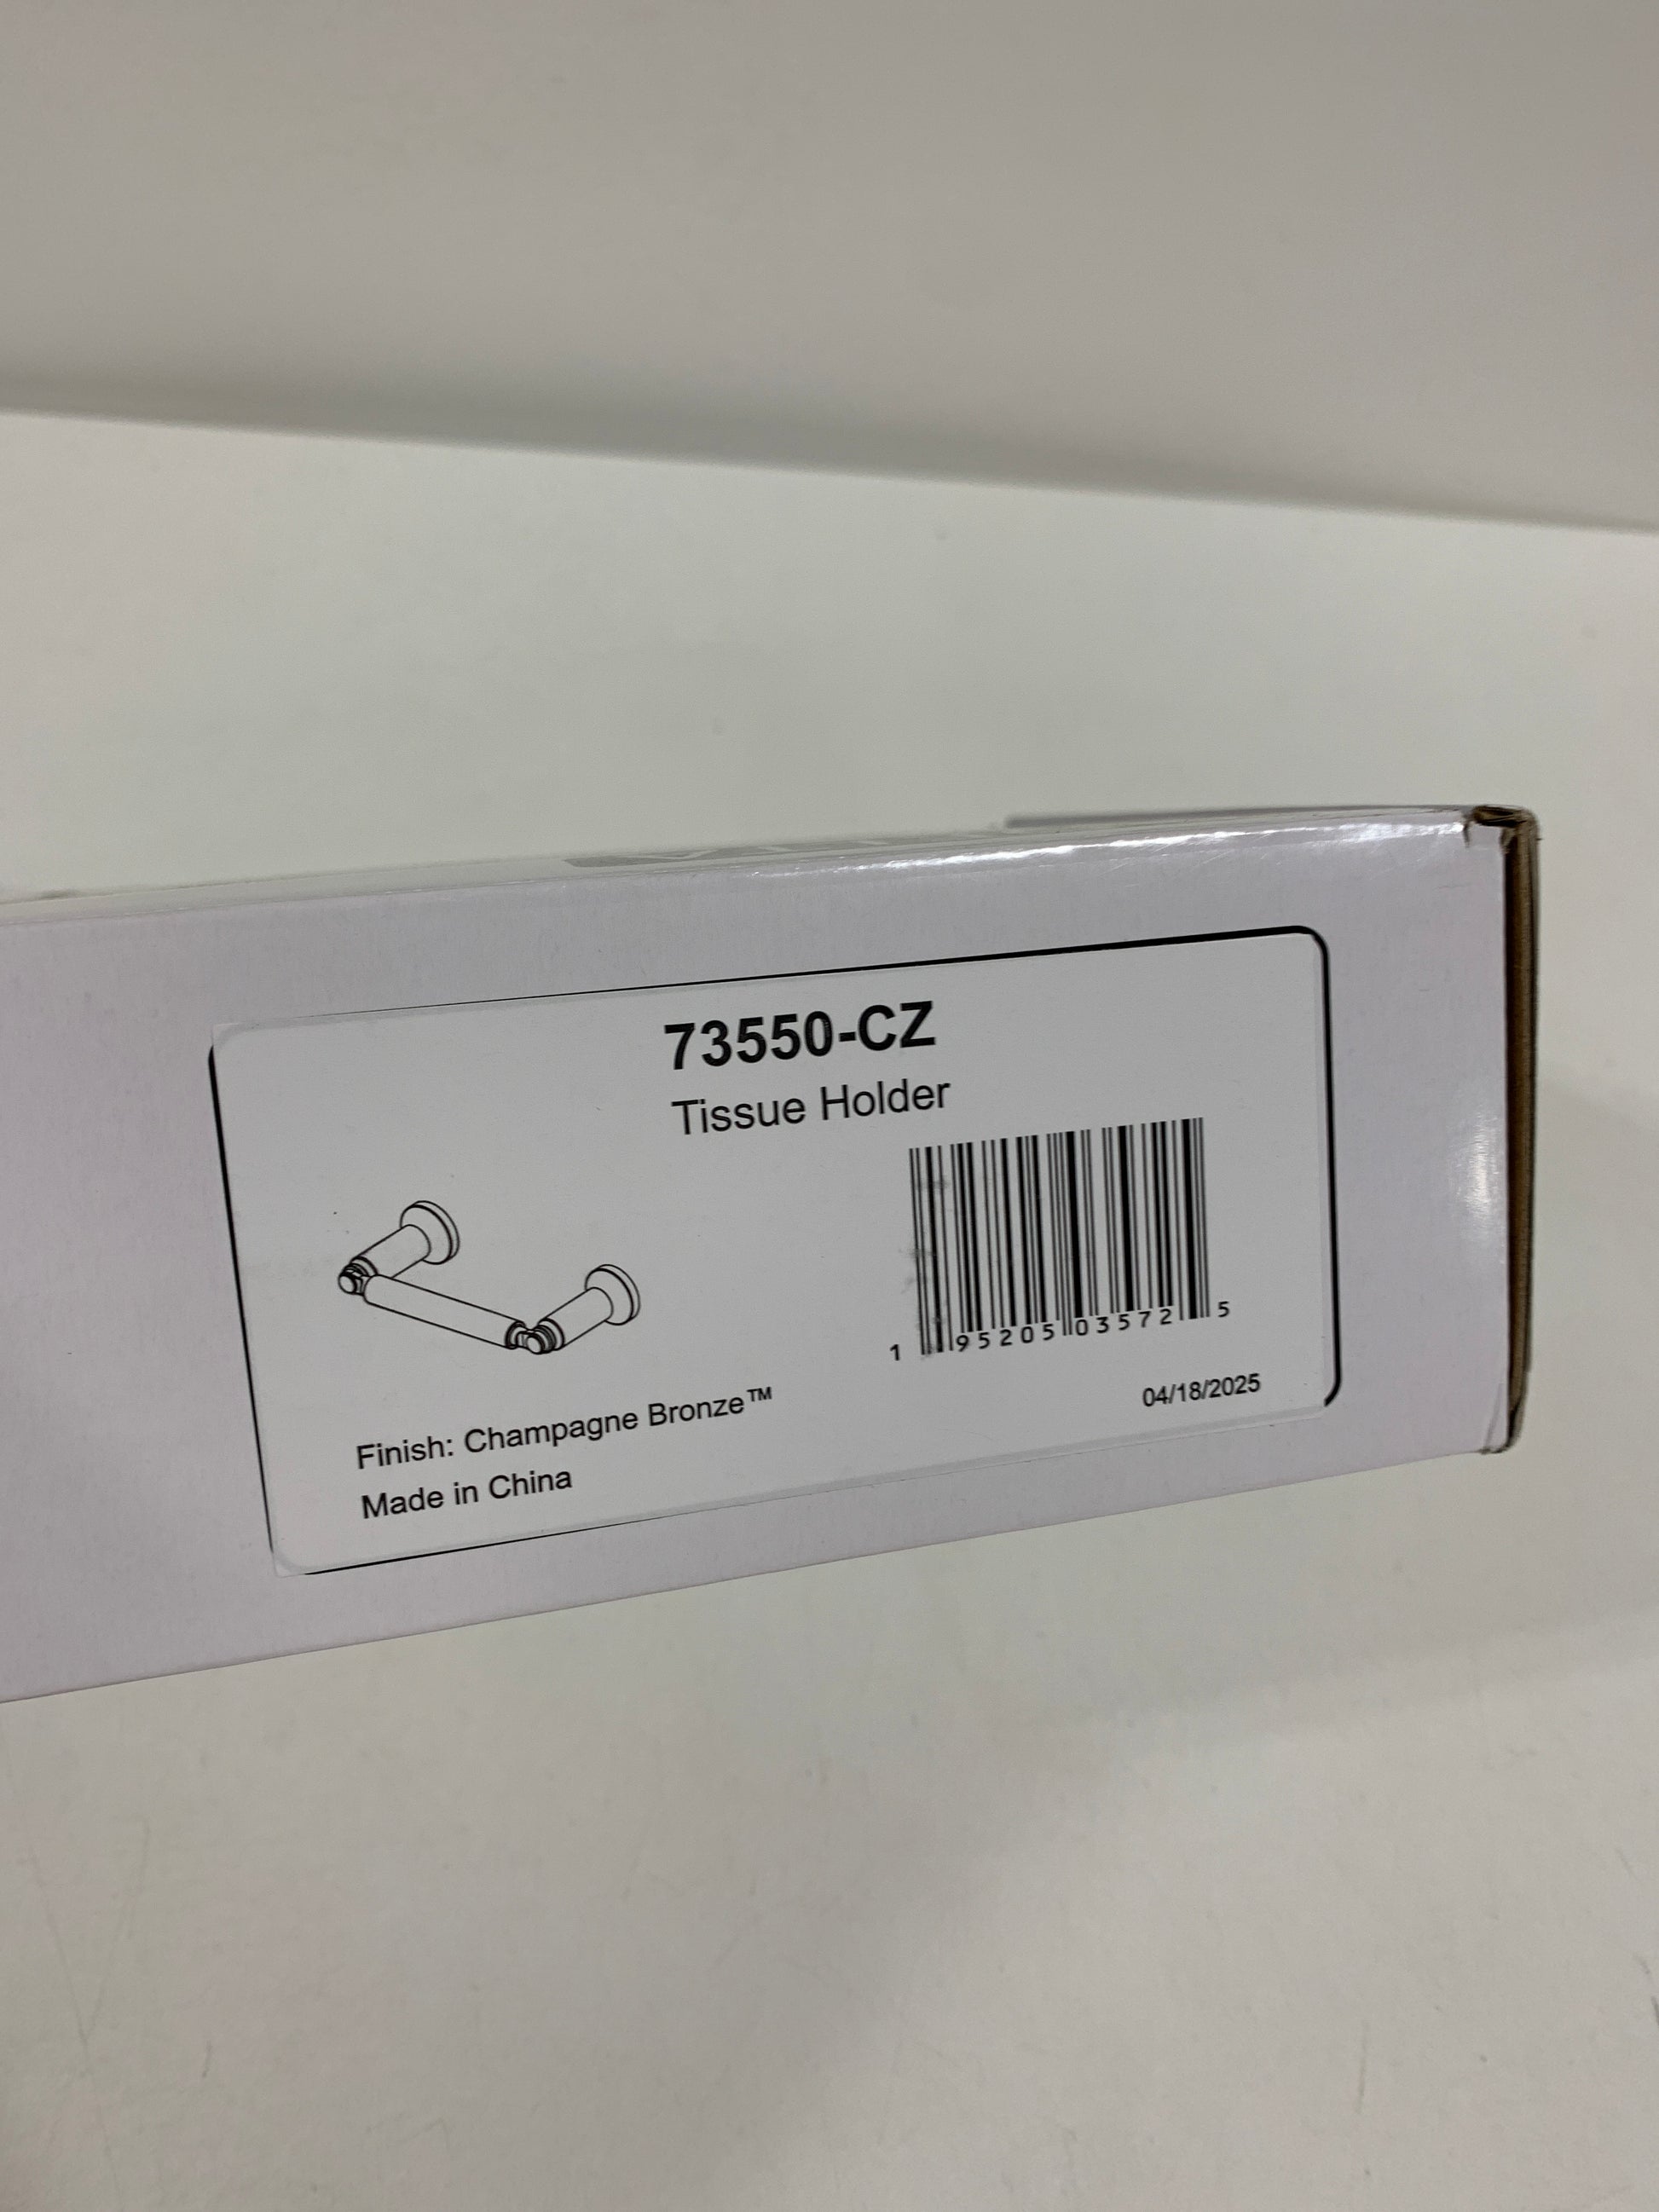 73550-CZ
Tissue Holder
1 95205 03572 5
04/18/2025
Finish: Champagne Bronze™
Made in China